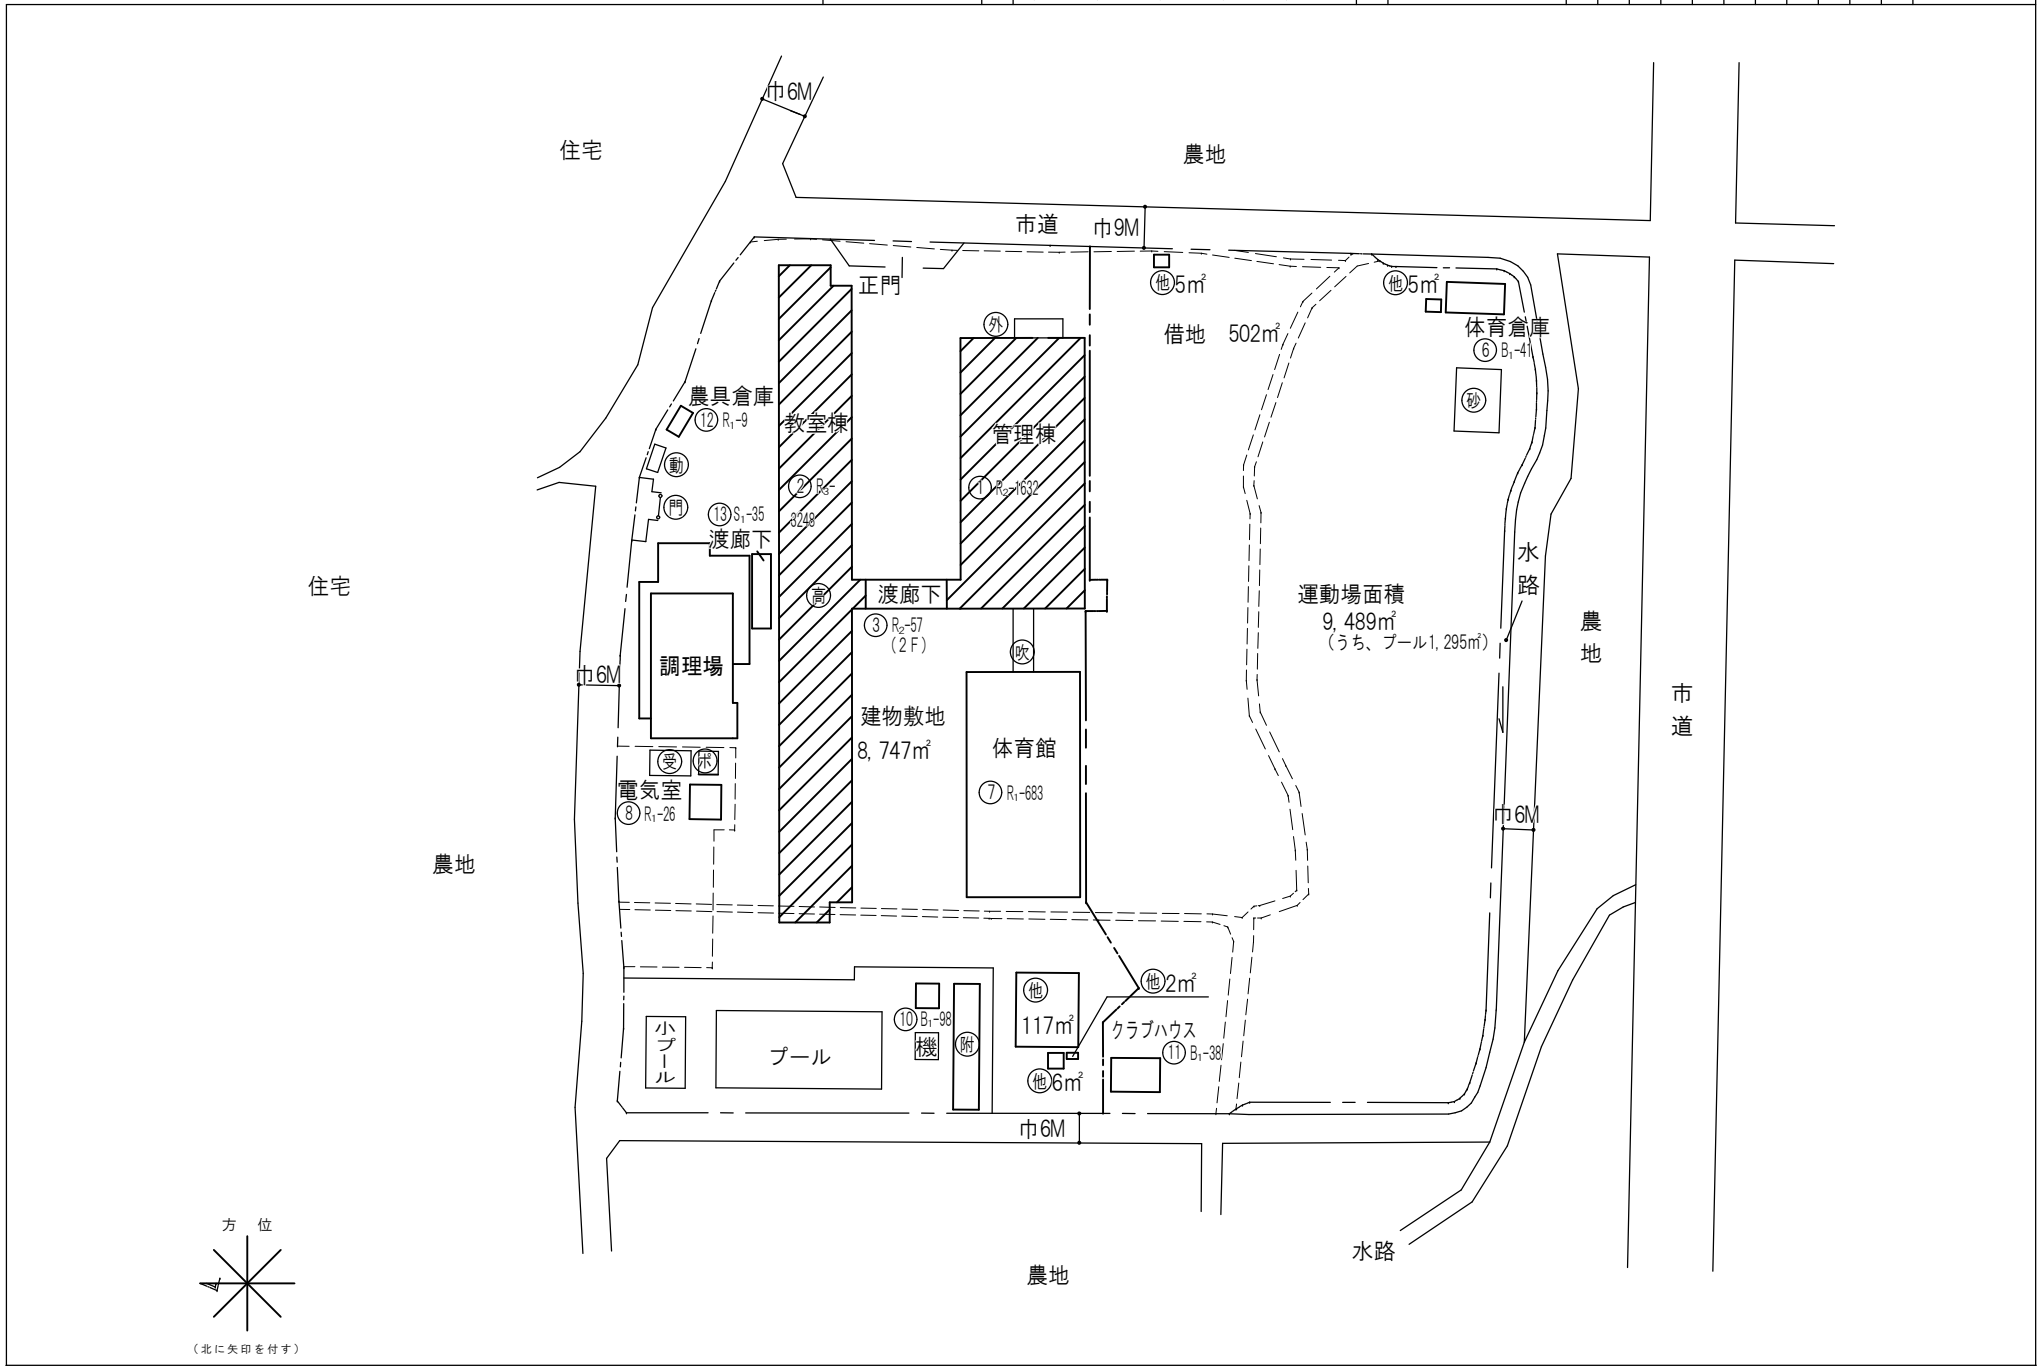 巾6M
住宅
農地
市道 巾9M
正門
他5㎡
他5㎡
外
借地 502㎡
体育倉庫
⑥ B₁-41
砂
農具倉庫
⑫ R₁-9
教室棟
管理棟
動
② R₃-
3248
① R₂-1632
門
⑬ S₁-35
渡廊下
水路
住宅
高
渡廊下
③ R₂-57
(2F)
運動場面積
9,489㎡
(うち、プール1,295㎡)
農地
吹
調理場
巾6M
市道
建物敷地
8,747㎡
体育館
⑦ R₁-683
受
ポ
電気室
⑧ R₁-26
巾6M
農地
他2㎡
他
117㎡
⑩ B₁-98
機
附
小プール
プール
クラブハウス
⑪ B₁-38
他6㎡
巾6M
方位
水路
農地
(北に矢印を付す)